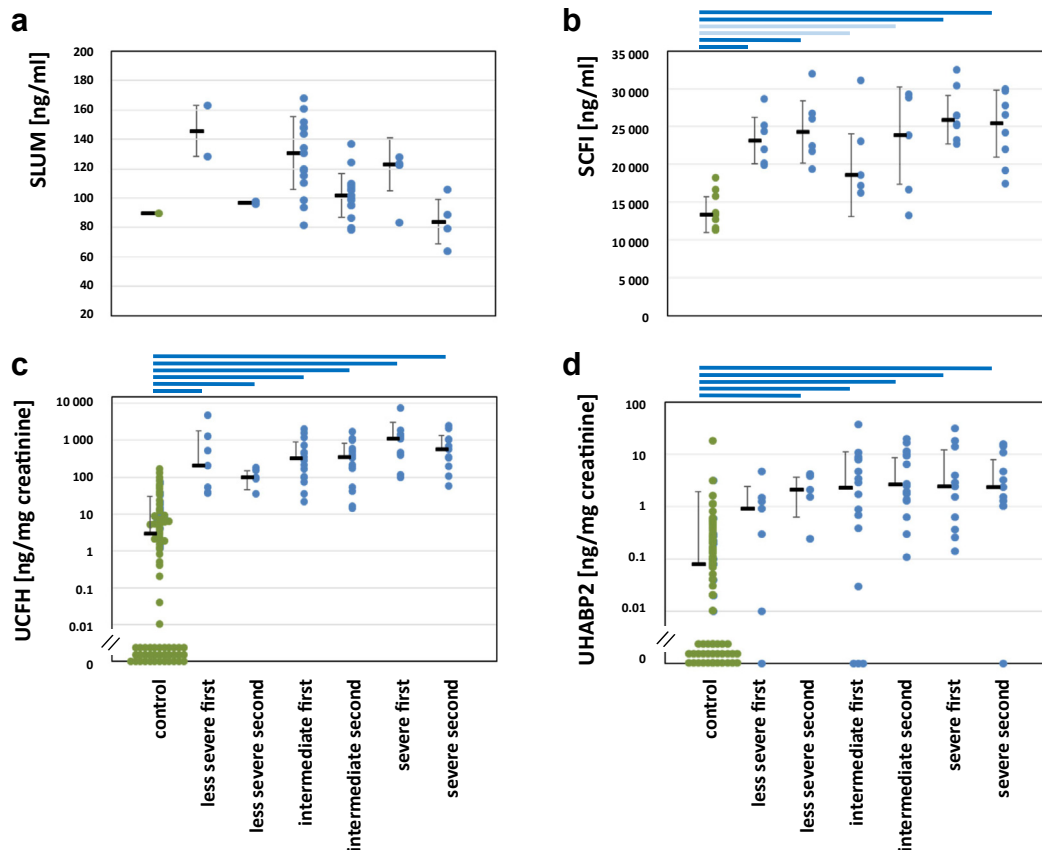 a
SLUM [ng/ml]
200
180
160
140
120
100
80
60
40
20
b
SCFI [ng/ml]
35 000
30 000
25 000
20 000
15 000
10 000
5 000
0
c
UCFH [ng/mg creatinine]
10 000
1 000
100
10
1
0.1
0.01
0
control
less severe first
less severe second
intermediate first
intermediate second
severe first
severe second
d
UHABP2 [ng/mg creatinine]
100
10
1
0.1
0.01
0
control
less severe first
less severe second
intermediate first
intermediate second
severe first
severe second